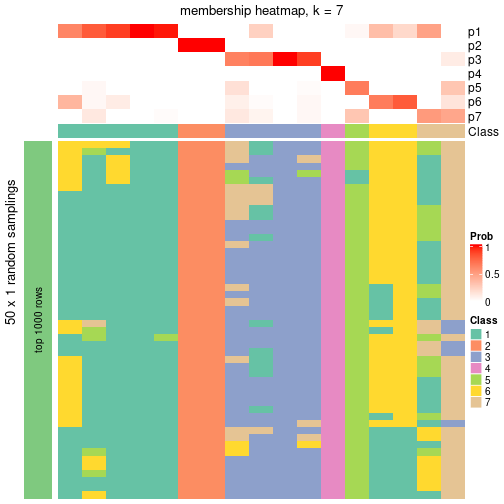 membership heatmap, k = 7
p1
p2
p3
p4
p5
p6
p7
Class
50 x 1 random samplings
top 1000 rows
Prob
1
0.5
0
Class
1
2
3
4
5
6
7